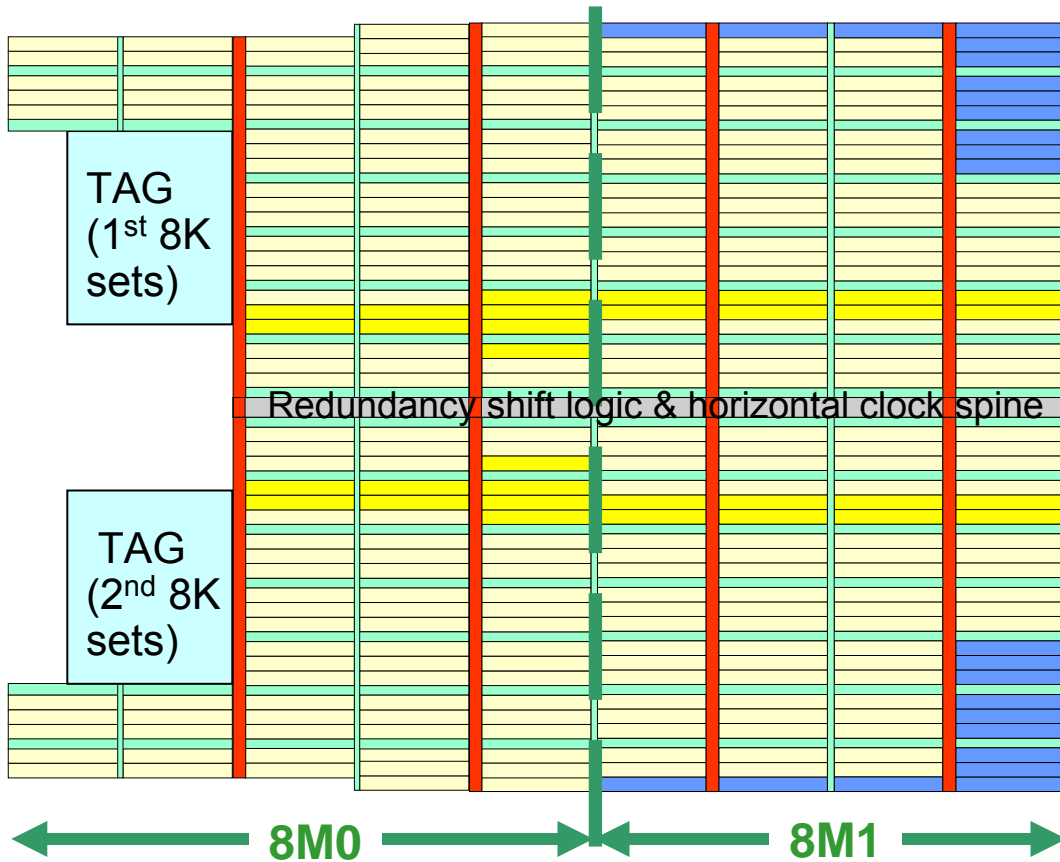 TAG
(1st 8K
sets)
Redundancy shift logic & horizontal clock spine
TAG
(2nd 8K
sets)
8M0
8M1